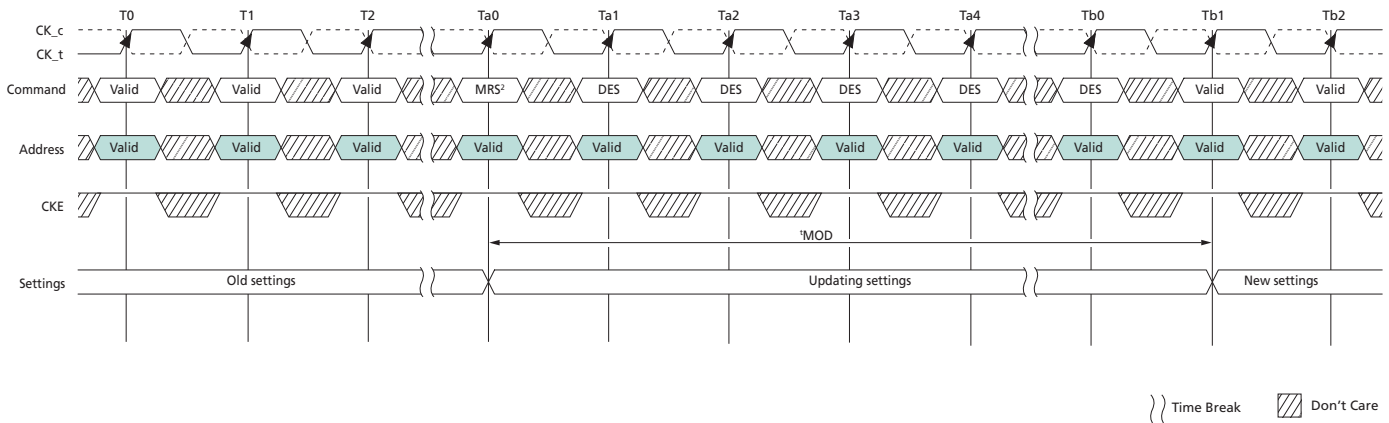 T0 T1 T2 Ta0 Ta1 Ta2 Ta3 Ta4 Tb0 Tb1 Tb2
CK_c
CK_t
Command Valid Valid Valid MRS² DES DES DES DES DES Valid Valid
Address Valid Valid Valid Valid Valid Valid Valid Valid Valid Valid Valid
CKE
ᵗMOD
Settings Old settings Updating settings New settings
Time Break Don't Care